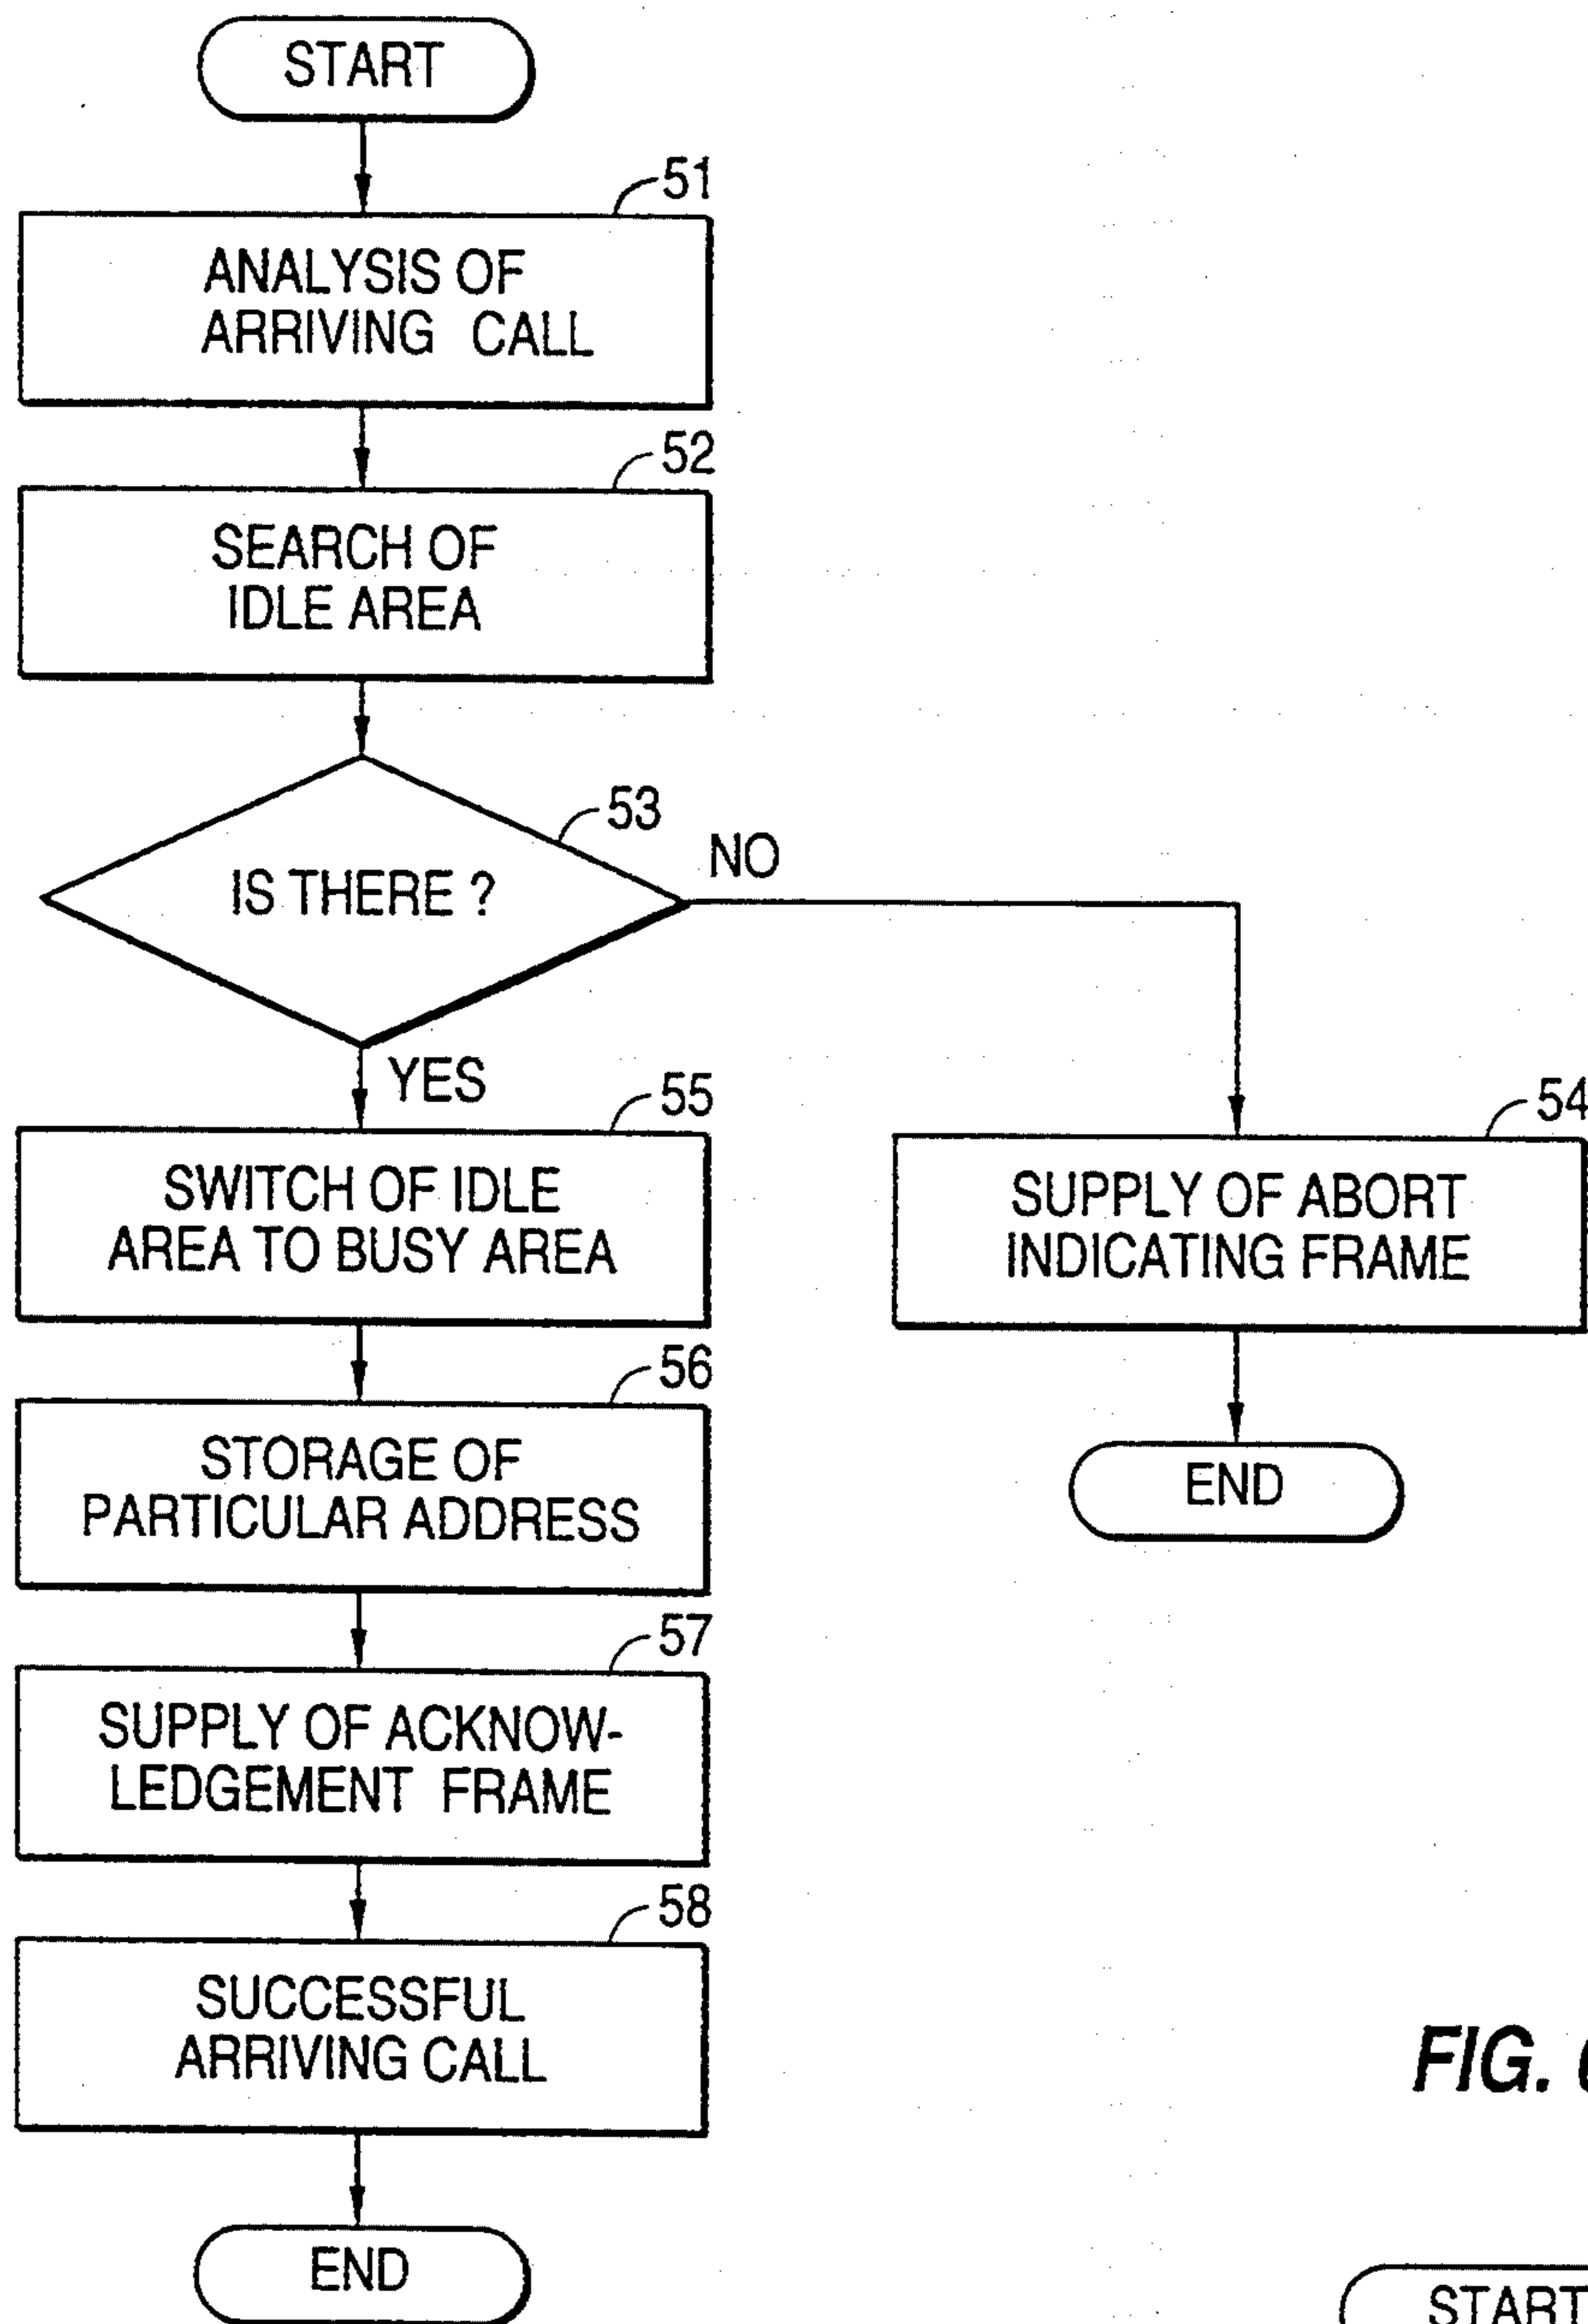 START
51
ANALYSIS OF
ARRIVING CALL
52
SEARCH OF
IDLE AREA
53
IS THERE ?
NO
YES
55
SWITCH OF IDLE
AREA TO BUSY AREA
54
SUPPLY OF ABORT
INDICATING FRAME
END
56
STORAGE OF
PARTICULAR ADDRESS
57
SUPPLY OF ACKNOW-
LEDGEMENT FRAME
58
SUCCESSFUL
ARRIVING CALL
END
FIG.
START